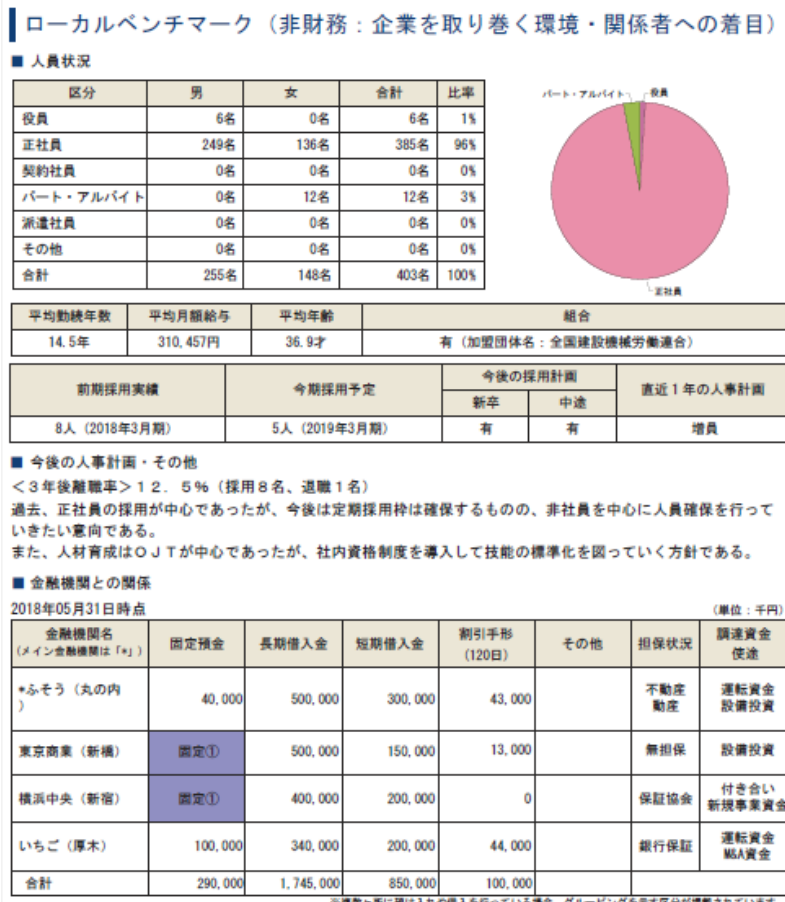 ローカルベンチマーク（非財務：企業を取り巻く環境・関係者への着目）
■ 人員状況
区分 男 女 合計 比率
役員 6名 0名 6名 1%
正社員 249名 136名 385名 96%
契約社員 0名 0名 0名 0%
パート・アルバイト 0名 12名 12名 3%
派遣社員 0名 0名 0名 0%
その他 0名 0名 0名 0%
合計 255名 148名 403名 100%
パート・アルバイト 役員
正社員
平均勤続年数 平均月額給与 平均年齢 組合
14.5年 310,457円 36.9才 有（加盟団体名：全国建設機械労働連合）
前期採用実績 今期採用予定 今後の採用計画 直近１年の人事計画
新卒 中途
8人（2018年3月期） 5人（2019年3月期） 有 有 増員
■ 今後の人事計画・その他
＜３年後離職率＞１２．５％（採用８名、退職１名）
過去、正社員の採用が中心であったが、今後は定期採用枠は確保するものの、非社員を中心に人員確保を行って
いきたい意向である。
また、人材育成はＯＪＴが中心であったが、社内資格制度を導入して技能の標準化を図っていく方針である。
■ 金融機関との関係
2018年05月31日時点 （単位：千円）
金融機関名 固定預金 長期借入金 短期借入金 割引手形 その他 担保状況 調達資金
(メイン金融機関は「*」) (120日) 使途
*ふそう（丸の内 40,000 500,000 300,000 43,000 不動産 運転資金
） 動産 設備投資
東京商業（新橋） 固定① 500,000 150,000 13,000 無担保 設備投資
横浜中央（新宿） 固定① 400,000 200,000 0 保証協会 付き合い
新規事業資金
いちご（厚木） 100,000 340,000 200,000 44,000 銀行保証 運転資金
M&A資金
合計 290,000 1,745,000 850,000 100,000